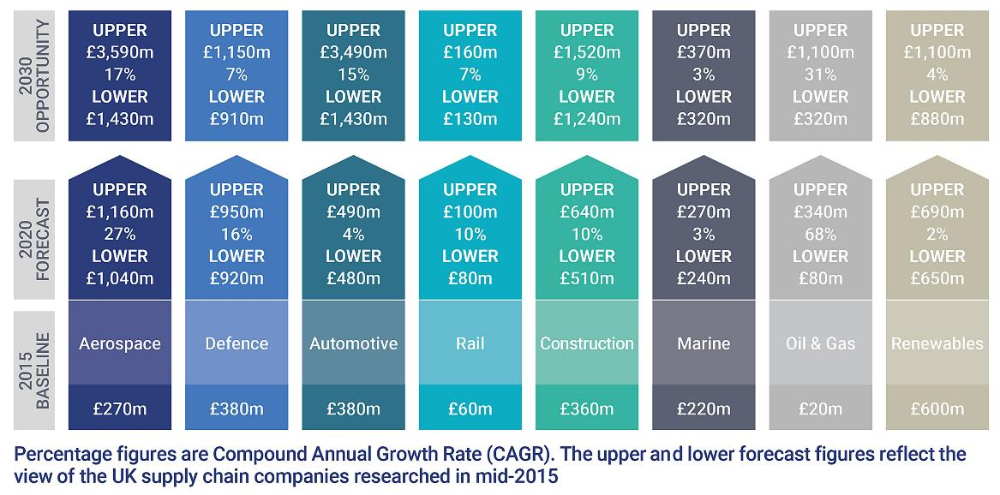 2030
OPPORTUNITY
UPPER
£3,590m
17%
LOWER
£1,430m
UPPER
£1,150m
7%
LOWER
£910m
UPPER
£3,490m
15%
LOWER
£1,430m
UPPER
£160m
7%
LOWER
£130m
UPPER
£1,520m
9%
LOWER
£1,240m
UPPER
£370m
3%
LOWER
£320m
UPPER
£1,100m
31%
LOWER
£320m
UPPER
£1,100m
4%
LOWER
£880m
2020
FORECAST
UPPER
£1,160m
27%
LOWER
£1,040m
UPPER
£950m
16%
LOWER
£920m
UPPER
£490m
4%
LOWER
£480m
UPPER
£100m
10%
LOWER
£80m
UPPER
£640m
10%
LOWER
£510m
UPPER
£270m
3%
LOWER
£240m
UPPER
£340m
68%
LOWER
£80m
UPPER
£690m
2%
LOWER
£650m
2015
BASELINE
Aerospace
£270m
Defence
£380m
Automotive
£380m
Rail
£60m
Construction
£360m
Marine
£220m
Oil & Gas
£20m
Renewables
£600m
Percentage figures are Compound Annual Growth Rate (CAGR). The upper and lower forecast figures reflect the
view of the UK supply chain companies researched in mid-2015